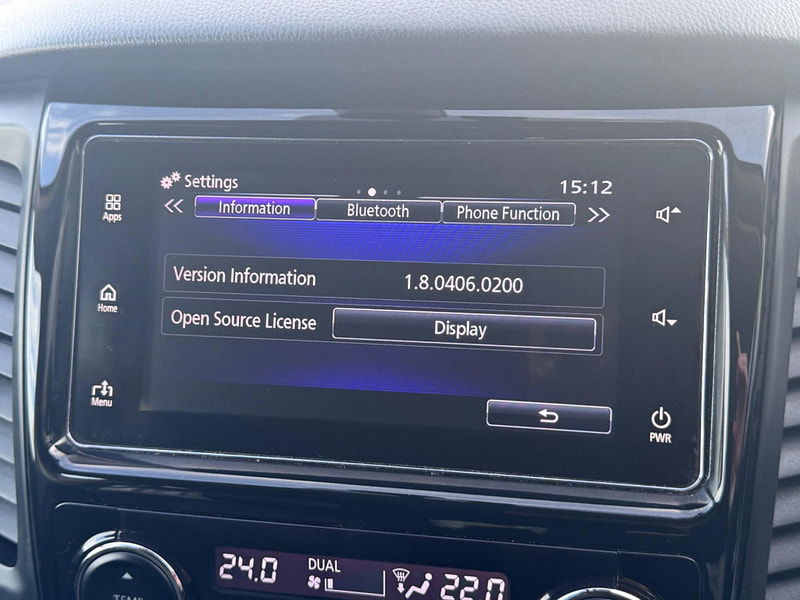 Settings
15:12
Apps
Information
Bluetooth
Phone Function
Version Information
1.8.0406.0200
Home
Open Source License
Display
Menu
PWR
24.0
DUAL
22.0
TEMP